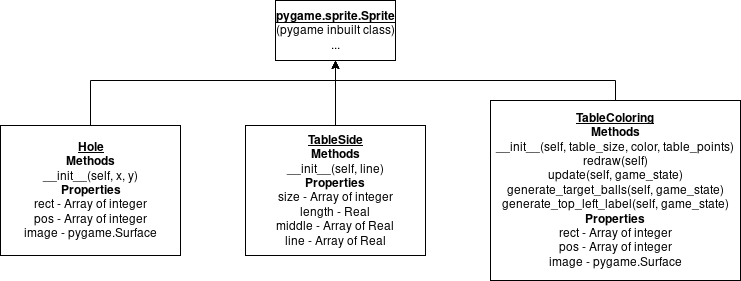 pygame.sprite.Sprite
(pygame inbuilt class)
...
Hole
Methods
__init__(self, x, y)
Properties
rect - Array of integer
pos - Array of integer
image - pygame.Surface
TableSide
Methods
__init__(self, line)
Properties
size - Array of integer
length - Real
middle - Array of Real
line - Array of Real
TableColoring
Methods
__init__(self, table_size, color, table_points)
redraw(self)
update(self, game_state)
generate_target_balls(self, game_state)
generate_top_left_label(self, game_state)
Properties
rect - Array of integer
pos - Array of integer
image - pygame.Surface